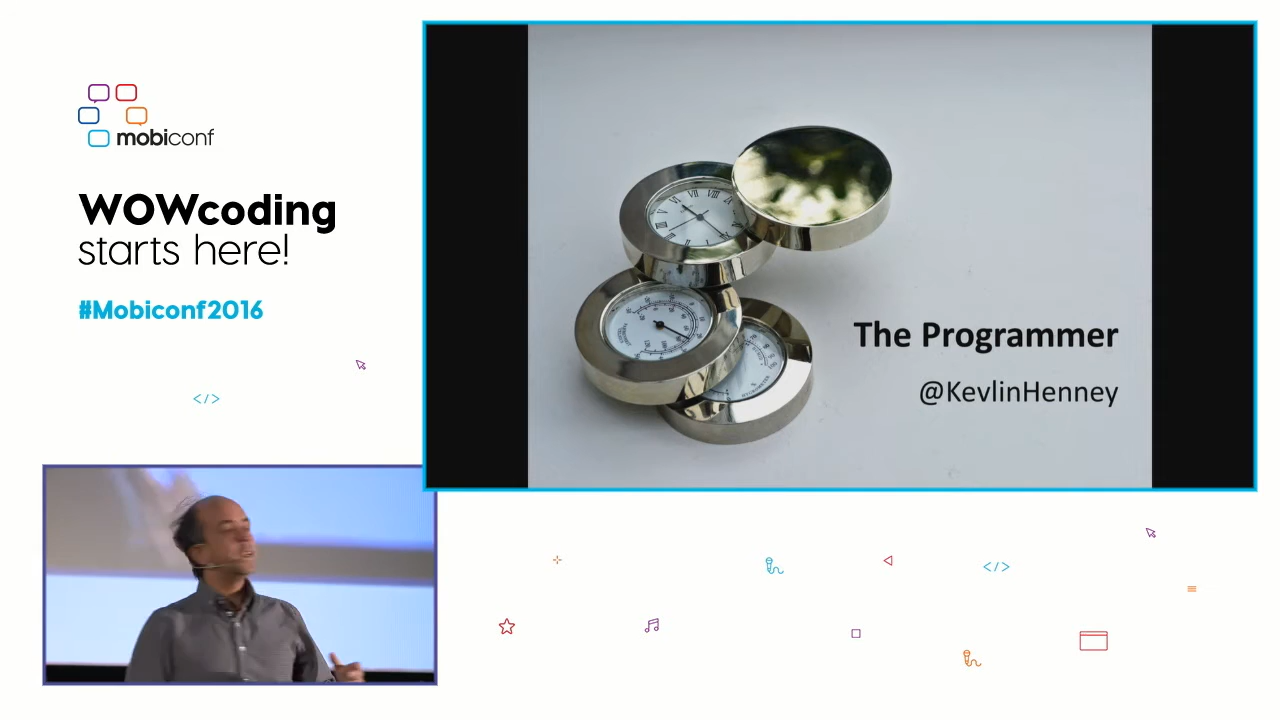 mobiconf
WOWcoding
starts here!
#Mobiconf2016
</>
The Programmer
@KevlinHenney
</>